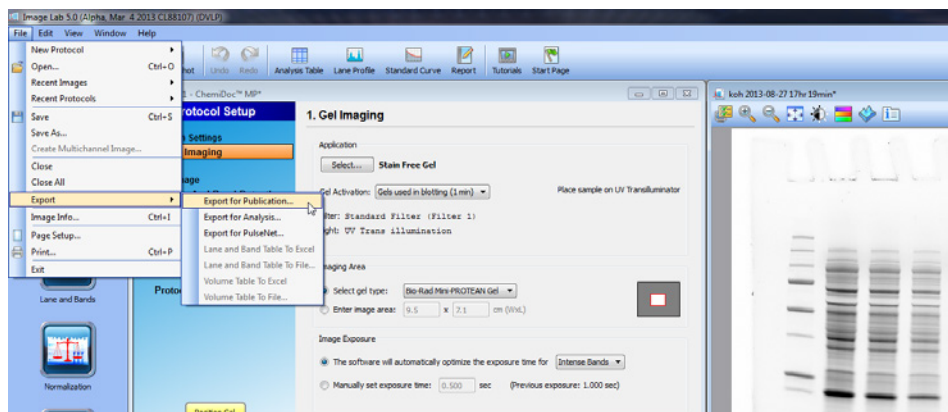 Image Lab 5.0 (Alpha, Mar 4 2013 CL88107) (DVLP)
File Edit View Window Help
New Protocol
Open... Ctrl+O
Recent Images
Recent Protocols
Save Ctrl+S
Save As...
Create Multichannel Image...
Close
Close All
Export
Image Info... Ctrl+I
Page Setup...
Print... Ctrl+P
Exit
Export for Publication...
Export for Analysis...
Export for PulseNet...
Lane and Band Table To Excel
Lane and Band Table To File...
Volume Table To Excel
Volume Table To File...
Undo Redo Analysis Table Lane Profile Standard Curve Report Tutorials Start Page
1 - ChemiDoc™ MP*
Protocol Setup
Settings
Imaging
Lane and Bands
Normalization
1. Gel Imaging
Application
Select... Stain Free Gel
Gel Activation: Gels used in blotting (1 min) Place sample on UV Transilluminator
Filter: Standard Filter (Filter 1)
Light: UV Trans illumination
Imaging Area
Select gel type: Bio-Rad Mini-PROTEAN Gel
Enter image area: 9.5 x 7.1 cm (WxL)
Image Exposure
The software will automatically optimize the exposure time for Intense Bands
Manually set exposure time: 0.500 sec (Previous exposure: 1.000 sec)
Position Gel
koh 2013-08-27 17hr 19min*